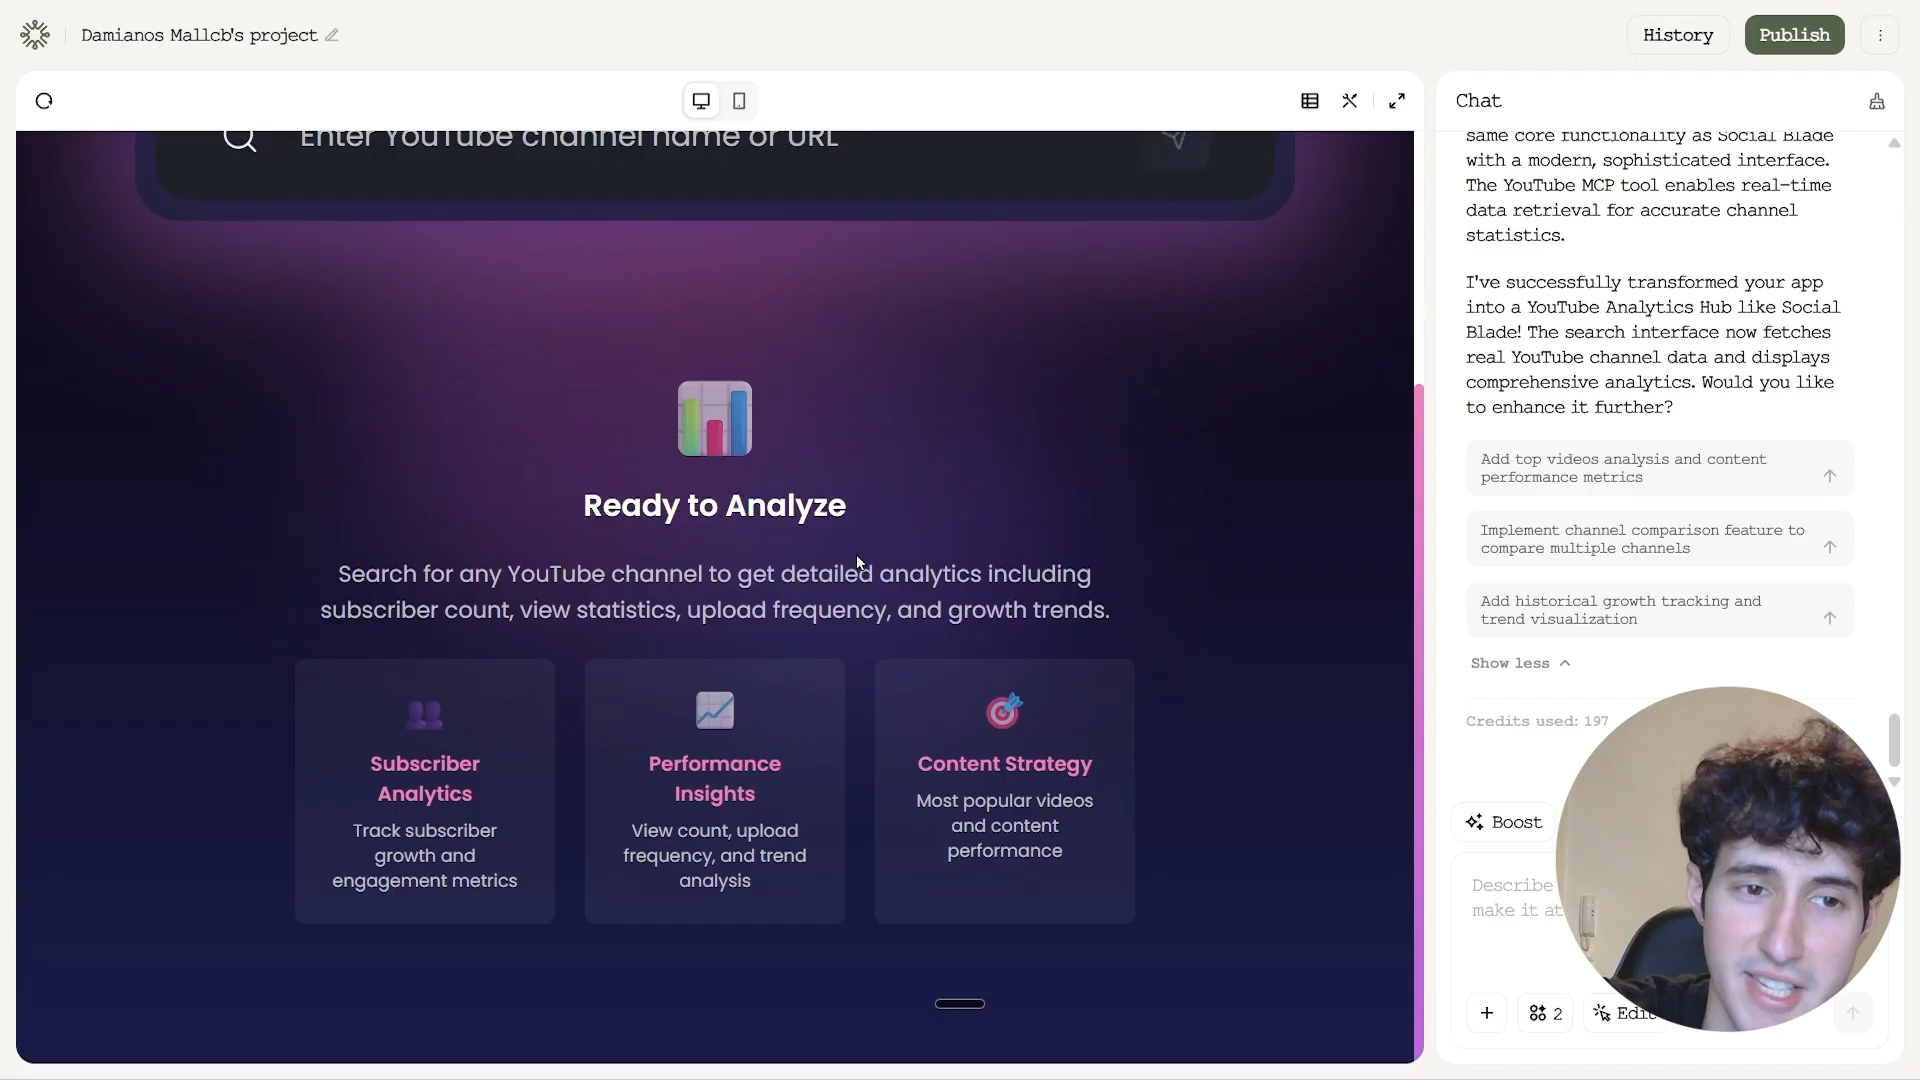 Damianos Mallcb's project
History
Publish
Enter YouTube channel name or URL
Ready to Analyze
Search for any YouTube channel to get detailed analytics including
subscriber count, view statistics, upload frequency, and growth trends.
Subscriber
Analytics
Track subscriber
growth and
engagement metrics
Performance
Insights
View count, upload
frequency, and trend
analysis
Content Strategy
Most popular videos
and content
performance
Chat
same core functionality as Social Blade
with a modern, sophisticated interface.
The YouTube MCP tool enables real-time
data retrieval for accurate channel
statistics.
I've successfully transformed your app
into a YouTube Analytics Hub like Social
Blade! The search interface now fetches
real YouTube channel data and displays
comprehensive analytics. Would you like
to enhance it further?
Add top videos analysis and content
performance metrics
Implement channel comparison feature to
compare multiple channels
Add historical growth tracking and
trend visualization
Show less
Credits used: 197
Boost
Describe
make it at
2
Edit